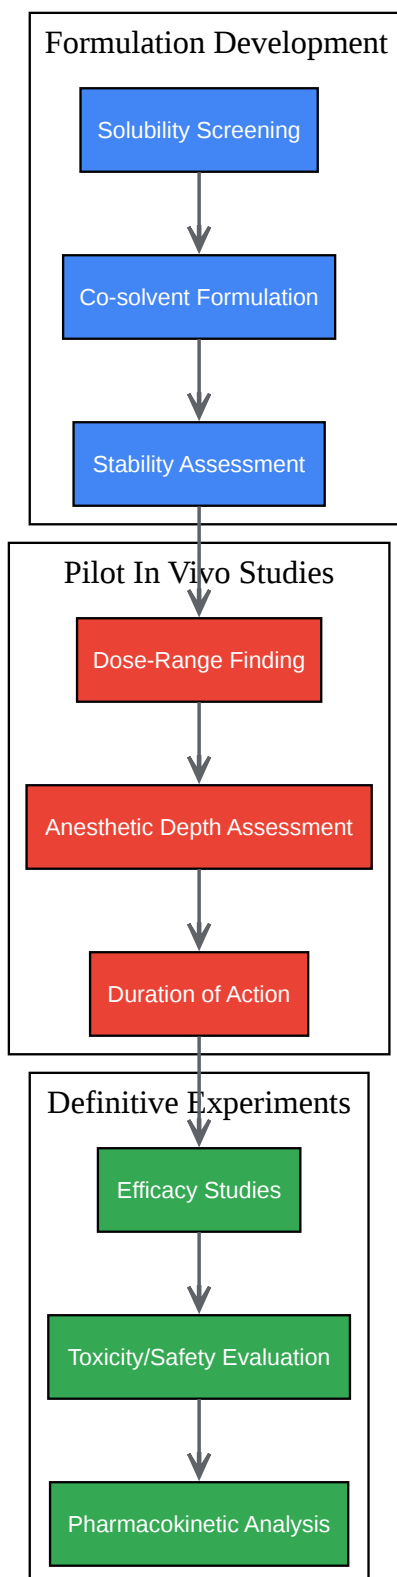 Formulation Development
Solubility Screening
Co-solvent Formulation
Stability Assessment
Pilot In Vivo Studies
Dose-Range Finding
Anesthetic Depth Assessment
Duration of Action
Definitive Experiments
Efficacy Studies
Toxicity/Safety Evaluation
Pharmacokinetic Analysis